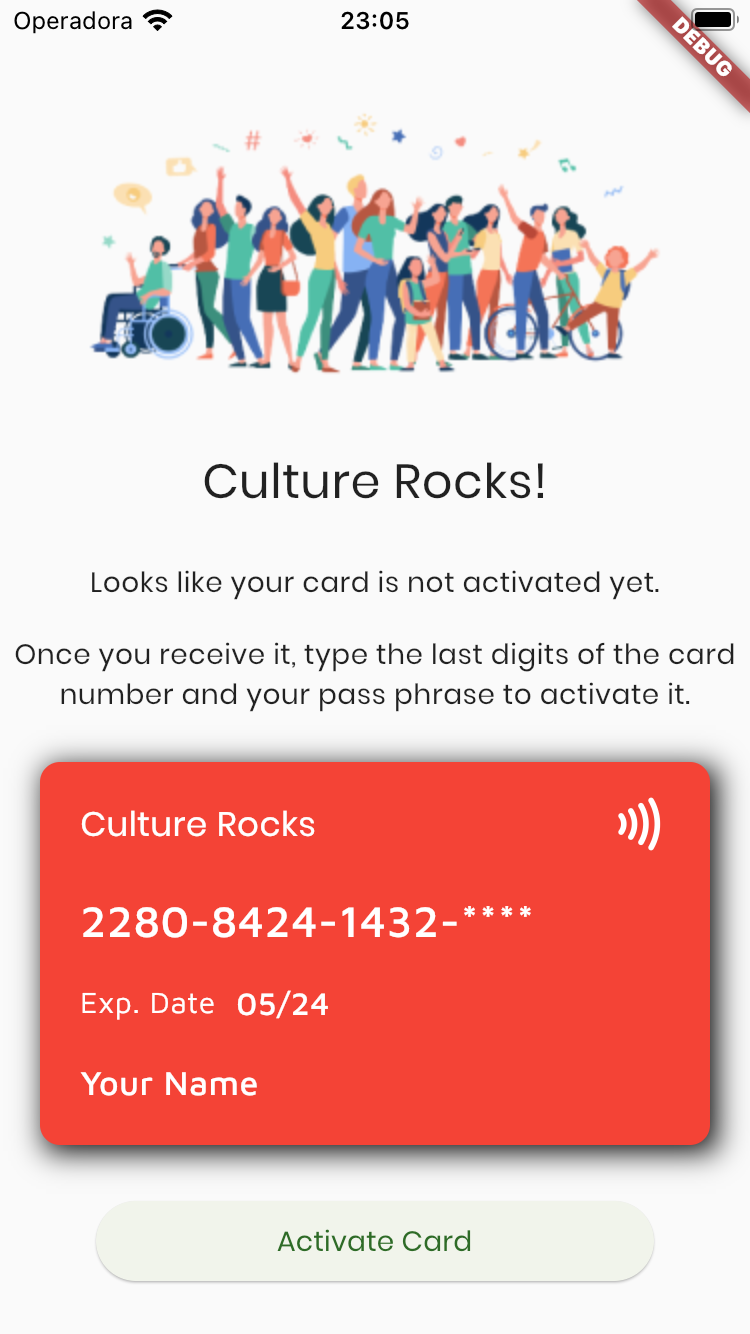 Operadora
23:05
DEBUG
#
Culture Rocks!
Looks like your card is not activated yet.
Once you receive it, type the last digits of the card
number and your pass phrase to activate it.
Culture Rocks
2280-8424-1432-****
Exp. Date 05/24
Your Name
Activate Card